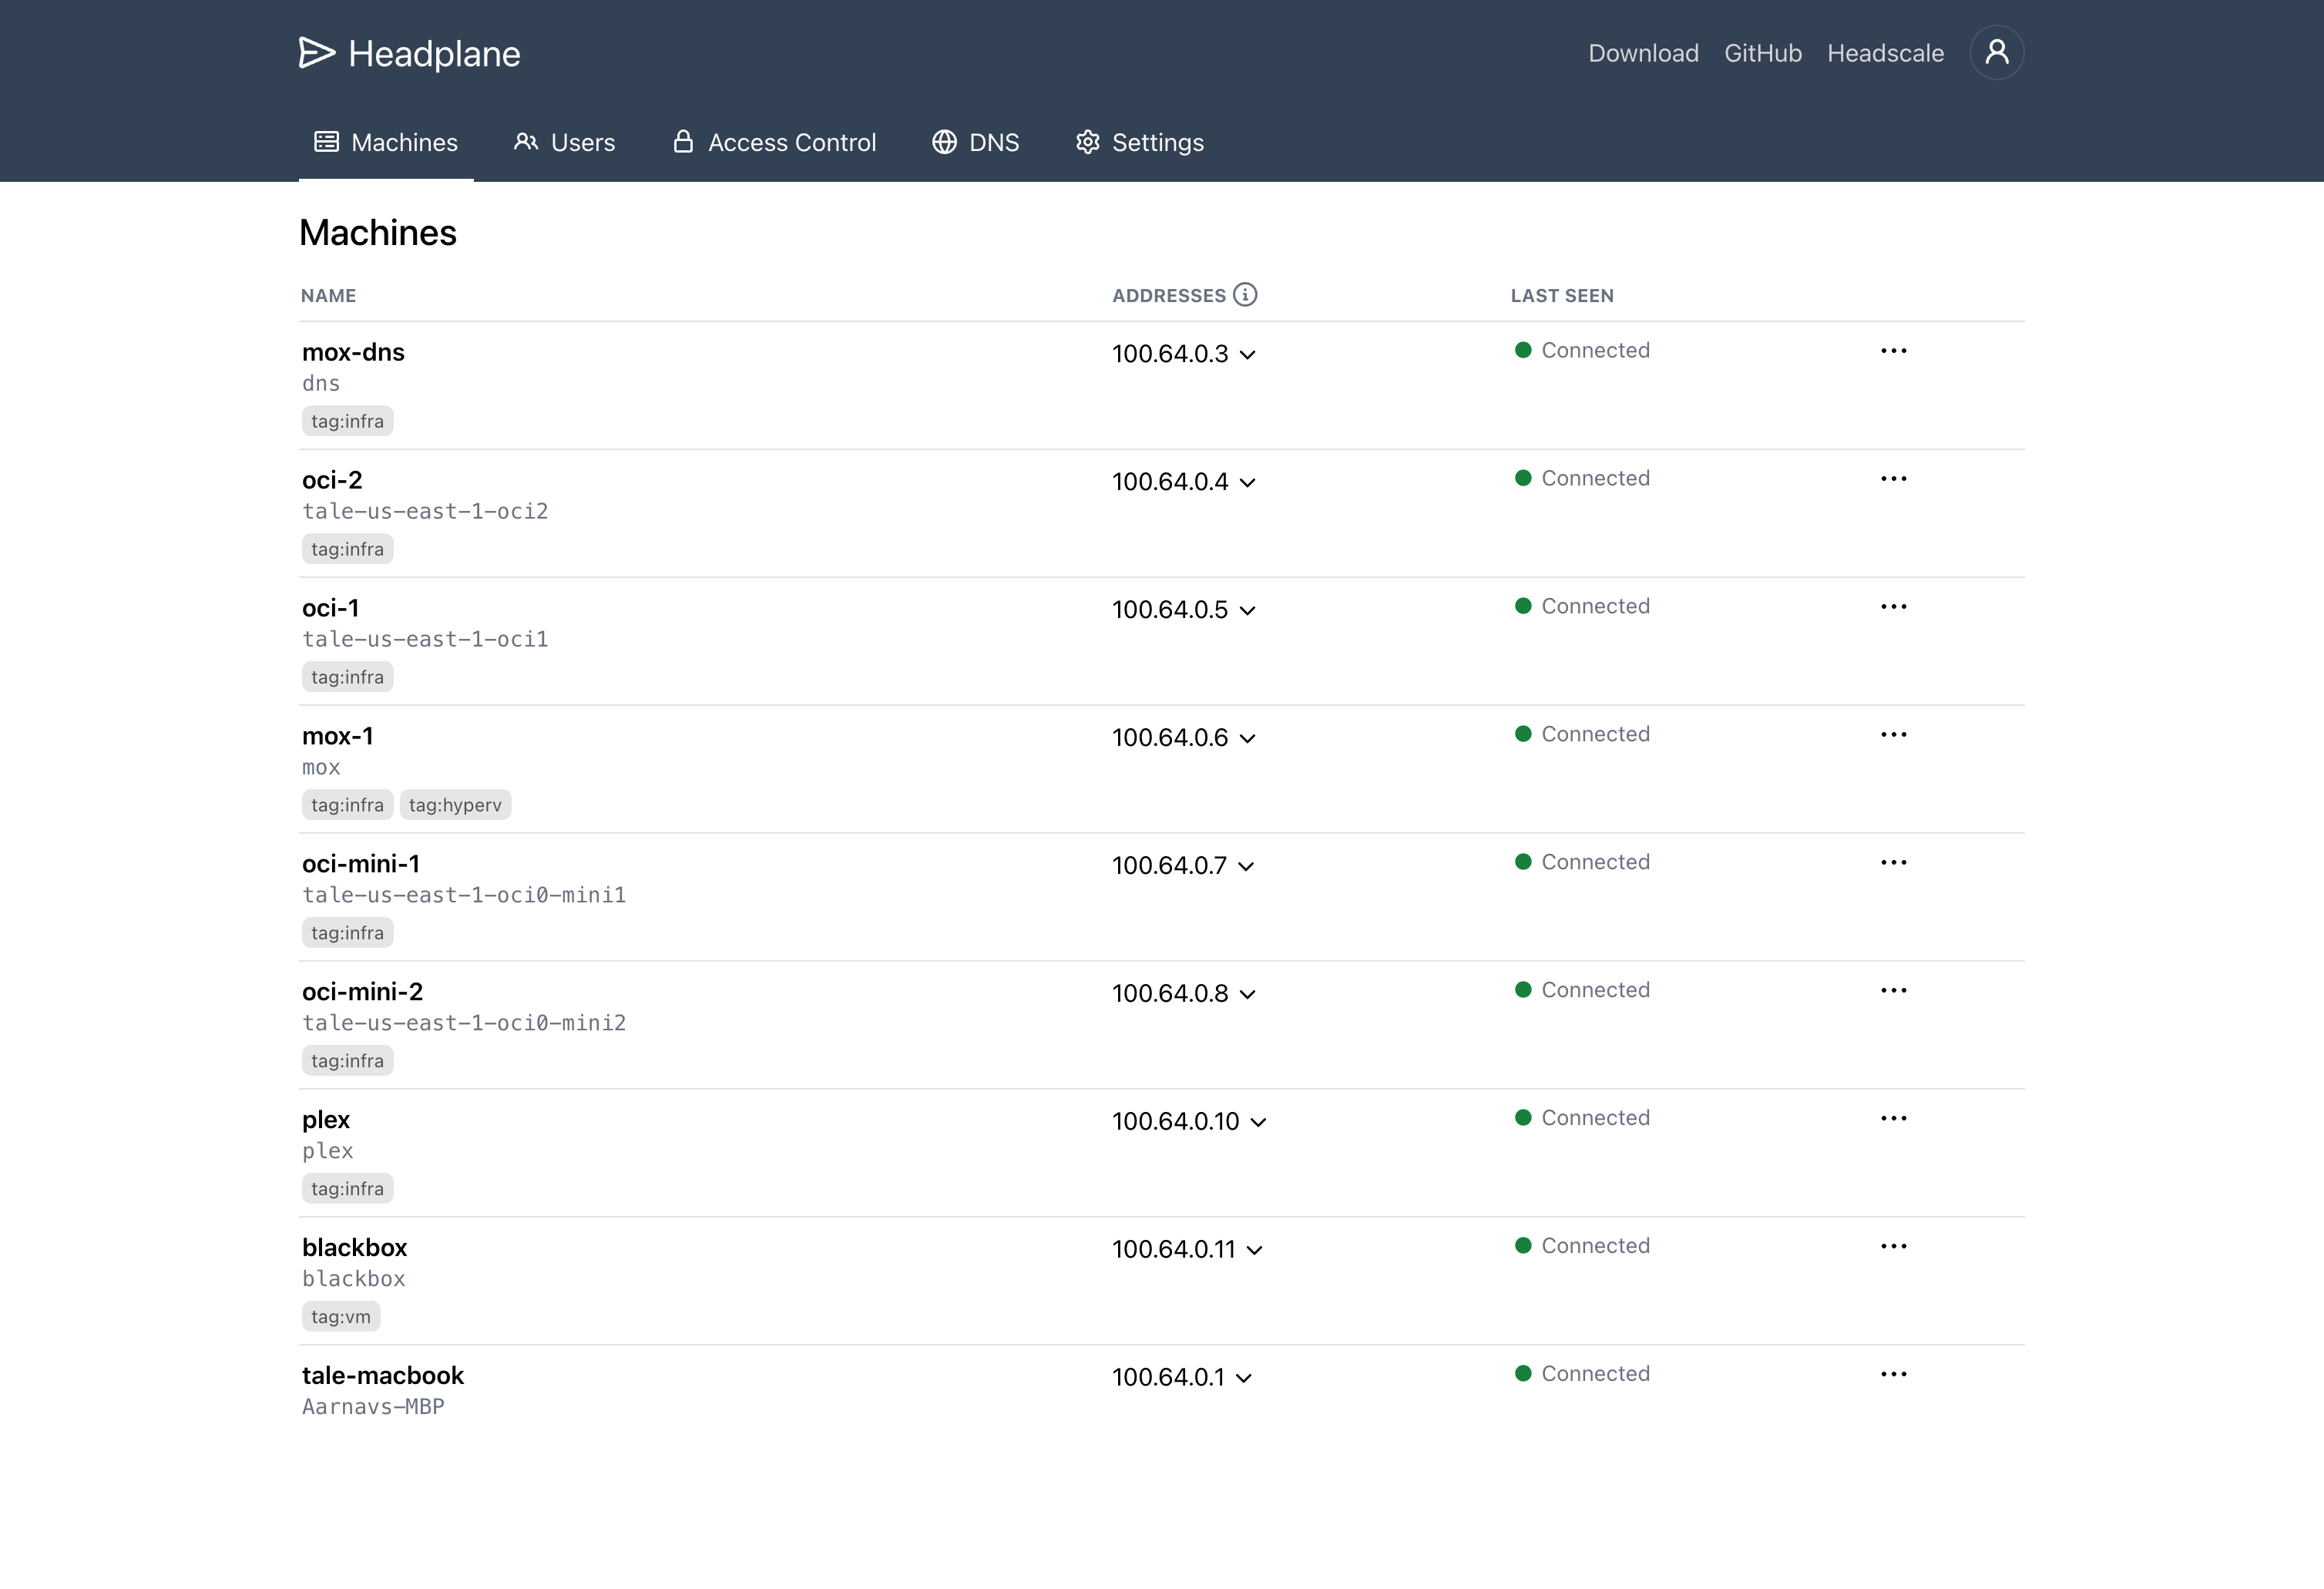 Headplane
Download GitHub Headscale
Machines Users Access Control DNS Settings
Machines
NAME ADDRESSES LAST SEEN
mox-dns 100.64.0.3 Connected
dns
tag:infra
oci-2 100.64.0.4 Connected
tale-us-east-1-oci2
tag:infra
oci-1 100.64.0.5 Connected
tale-us-east-1-oci1
tag:infra
mox-1 100.64.0.6 Connected
mox
tag:infra tag:hyperv
oci-mini-1 100.64.0.7 Connected
tale-us-east-1-oci0-mini1
tag:infra
oci-mini-2 100.64.0.8 Connected
tale-us-east-1-oci0-mini2
tag:infra
plex 100.64.0.10 Connected
plex
tag:infra
blackbox 100.64.0.11 Connected
blackbox
tag:vm
tale-macbook 100.64.0.1 Connected
Aarnavs-MBP